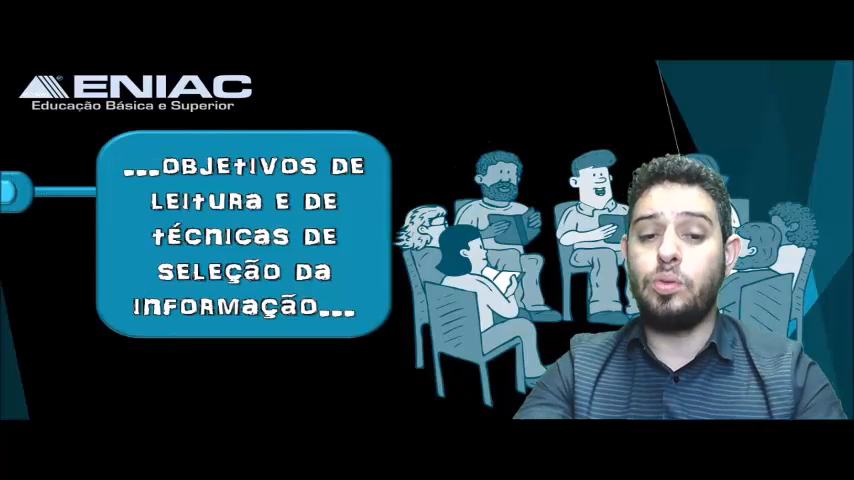 ENIAC
Educação Básica e Superior
...OBJETIVOS DE
LEITURA E DE
TÉCNICAS DE
SELEÇÃO DA
INFORMAÇÃO...